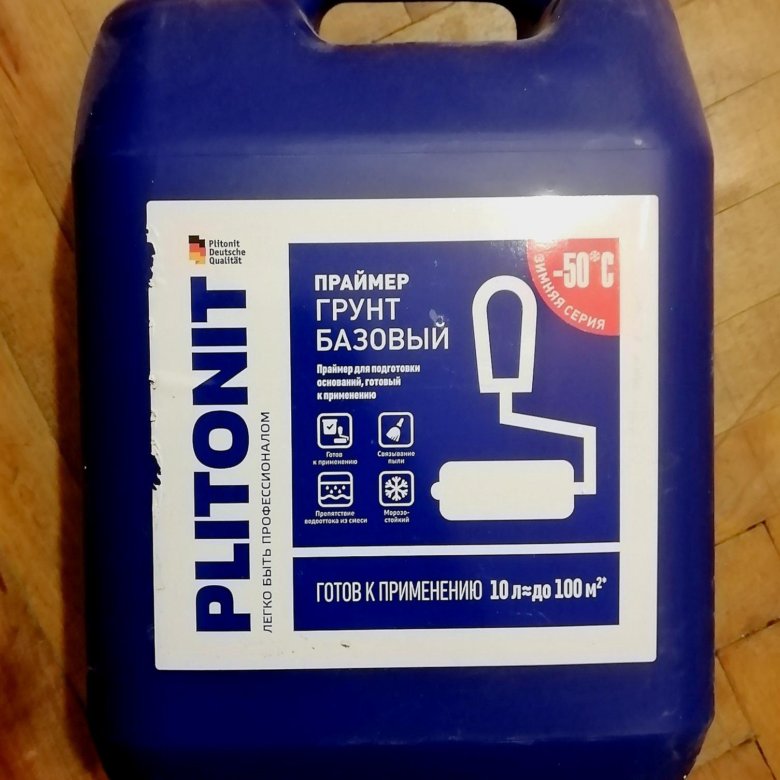 Plitonit
Deutsche
Qualität
PLITONIT
ЛЕГКО БЫТЬ ПРОФЕССИОНАЛОМ
ПРАЙМЕР
ГРУНТ
БАЗОВЫЙ
Праймер для подготовки
оснований, готовый
к применению
Готов
к применению
Связывание
пыли
Препятствие
водооттока из смеси
Морозо-
стойкий
-50°C
ЗИМНЯЯ СЕРИЯ
ГОТОВ К ПРИМЕНЕНИЮ 10 л≈до 100 м²*